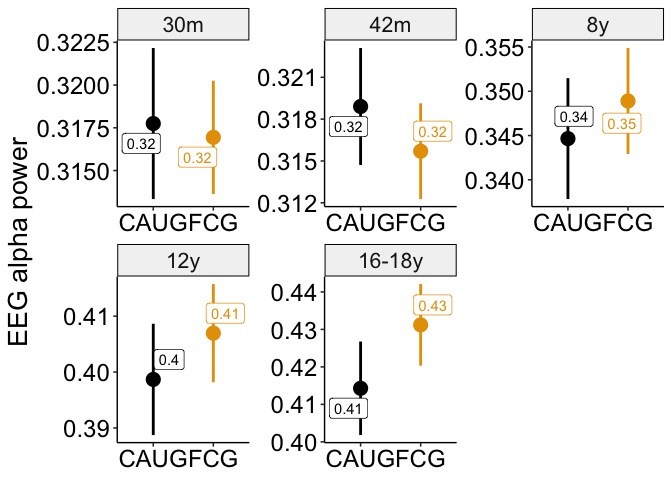 EEG alpha power
30m
0.3225
0.3200
0.3175
0.3150
0.32
0.32
CAUGFCG
42m
0.321
0.318
0.315
0.312
0.32
0.32
CAUGFCG
8y
0.355
0.350
0.345
0.340
0.34
0.35
CAUGFCG
12y
0.41
0.40
0.39
0.4
0.41
CAUGFCG
16-18y
0.44
0.43
0.42
0.41
0.40
0.41
0.43
CAUGFCG